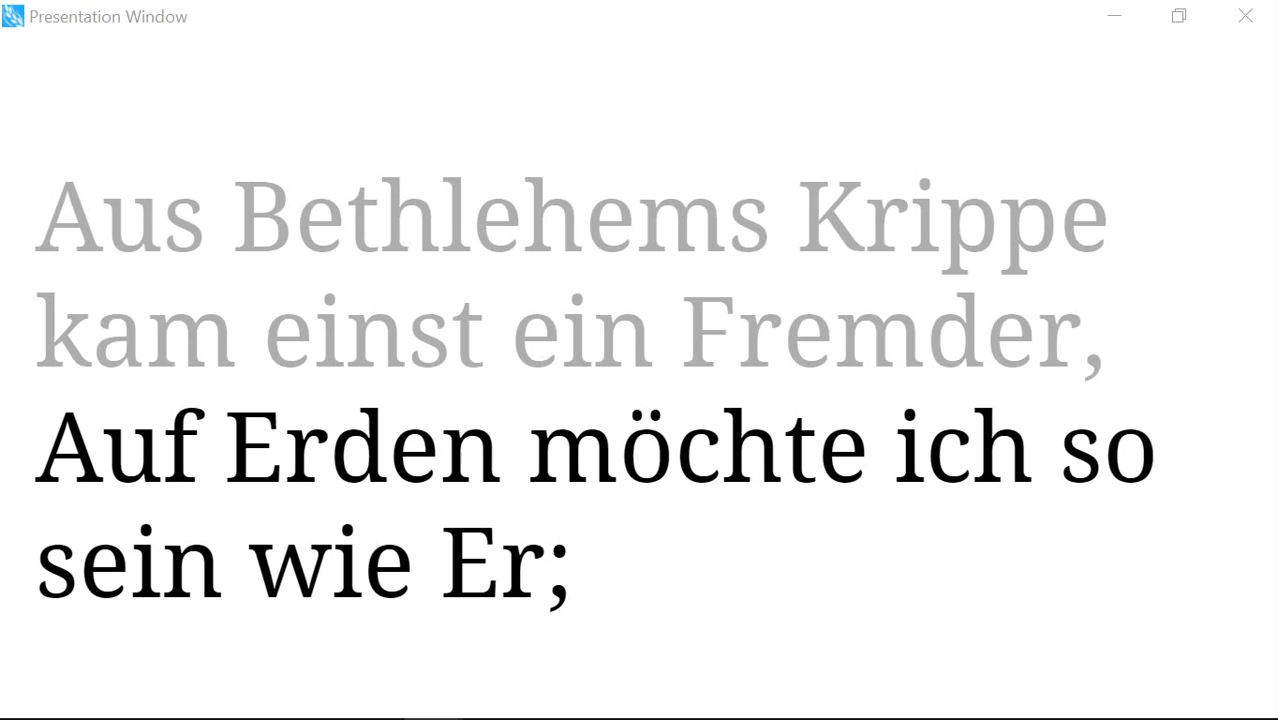 Presentation Window
Aus Bethlehems Krippe
kam einst ein Fremder,
Auf Erden möchte ich so
sein wie Er;